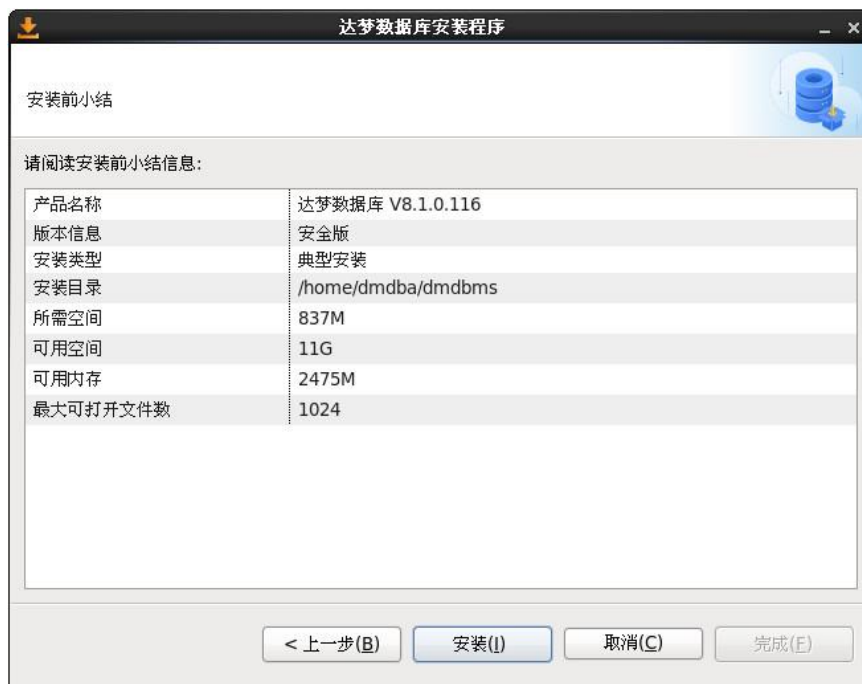 达梦数据库安装程序
安装前小结
请阅读安装前小结信息:
产品名称 达梦数据库 V8.1.0.116
版本信息 安全版
安装类型 典型安装
安装目录 /home/dmdba/dmdbms
所需空间 837M
可用空间 11G
可用内存 2475M
最大可打开文件数 1024
< 上一步(B) 安装(I) 取消(C) 完成(F)